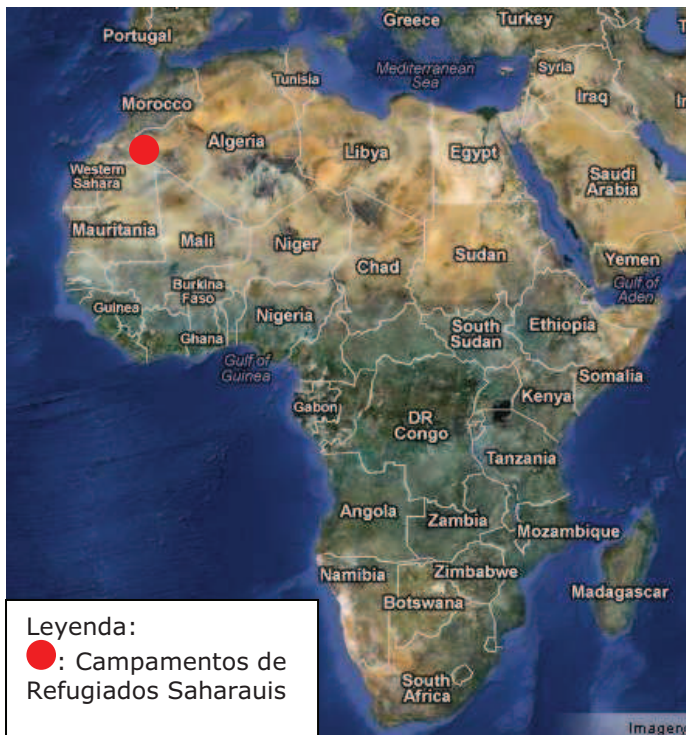 Greece
Turkey
Portugal
Mediterranean
Sea
Tunisia
Syria
Iraq
Morocco
Algeria
Libya
Egypt
Western
Sahara
Saudi
Arabia
Mauritania
Mali
Niger
Chad
Sudan
Yemen
Gulf of
Aden
Burkina
Faso
Guinea
Nigeria
Ghana
South
Sudan
Ethiopia
Gulf of
Guinea
Somalia
Gabon
Kenya
DR
Congo
Tanzania
Angola
Zambia
Mozambique
Namibia
Zimbabwe
Botswana
Madagascar
South
Africa
Leyenda:
: Campamentos de
Refugiados Saharauis